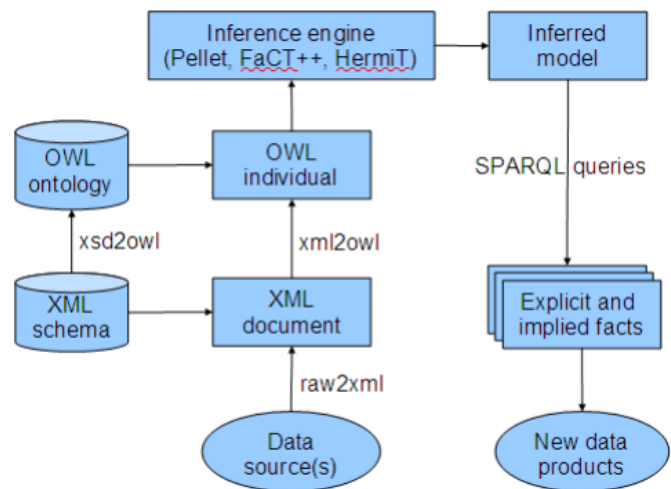 Inference engine
(Pellet, FaCT++, HermiT)
Inferred
model
OWL
ontology
OWL
individual
SPARQL queries
xsd2owl
xml2owl
XML
schema
XML
document
Explicit and
implied facts
raw2xml
Data
source(s)
New data
products